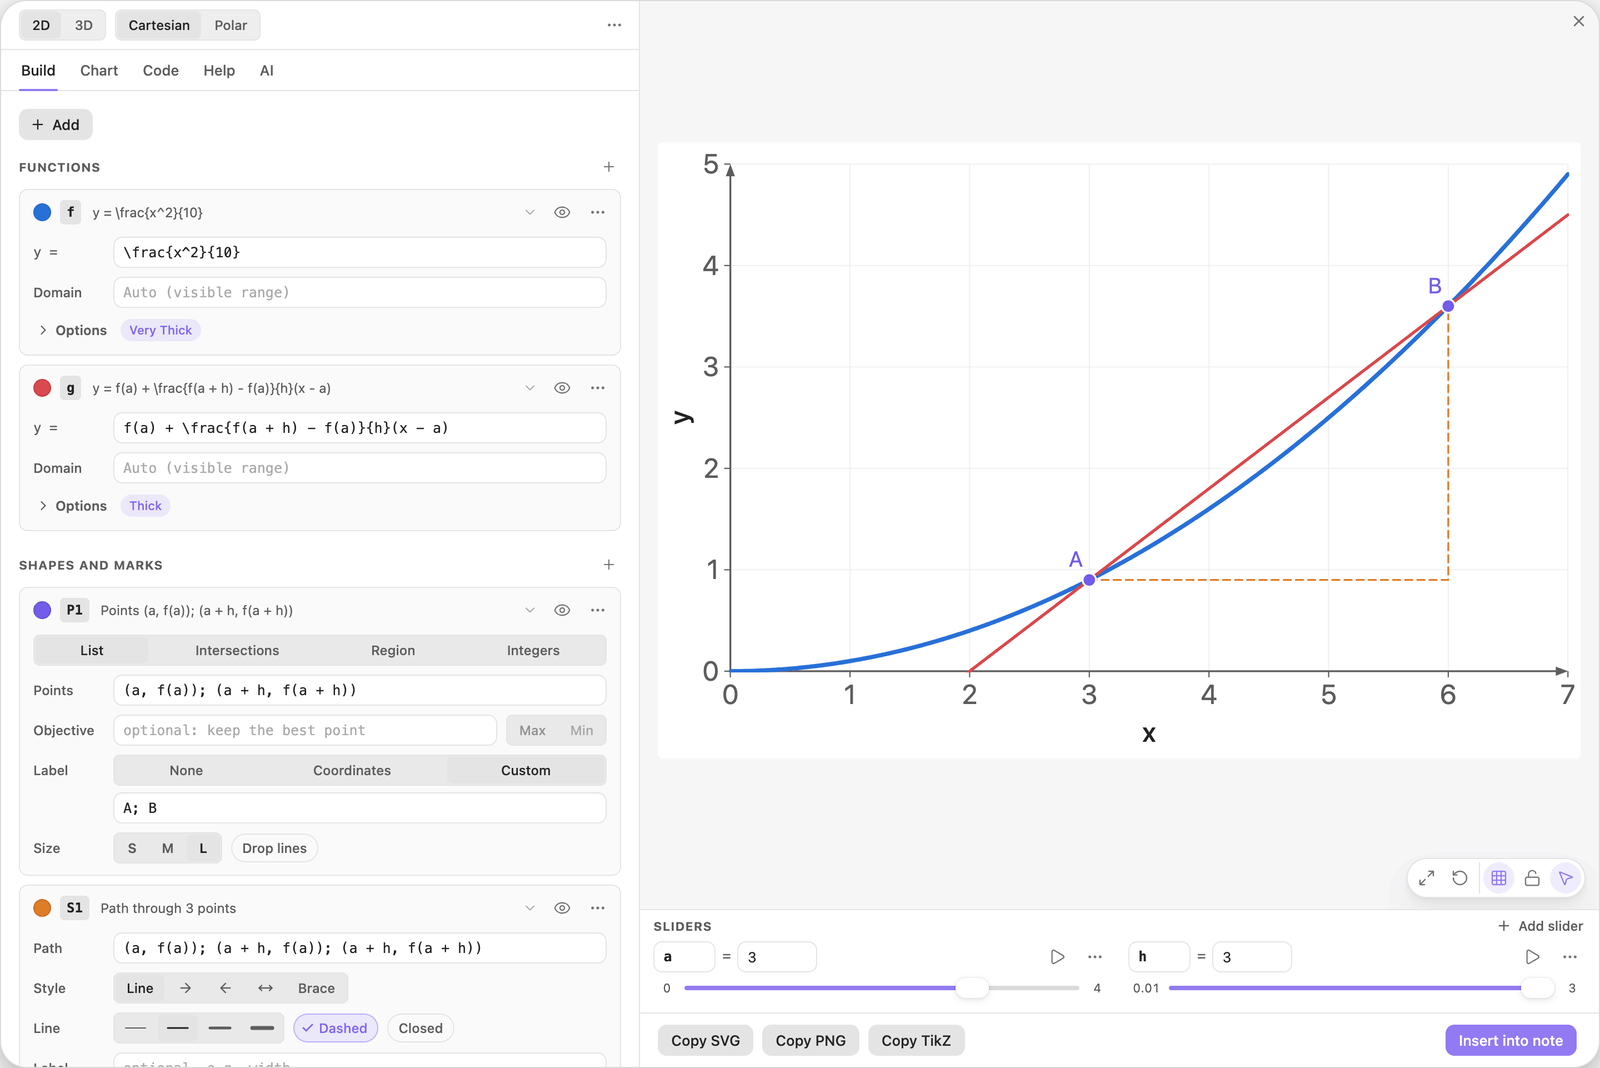 2D 3D Cartesian Polar
Build Chart Code Help AI
+ Add
FUNCTIONS
f y = \frac{x^2}{10}
y = \frac{x^2}{10}
Domain Auto (visible range)
Options Very Thick
g y = f(a) + \frac{f(a + h) - f(a)}{h}(x - a)
y = f(a) + \frac{f(a + h) - f(a)}{h}(x - a)
Domain Auto (visible range)
Options Thick
SHAPES AND MARKS
P1 Points (a, f(a)); (a + h, f(a + h))
List Intersections Region Integers
Points (a, f(a)); (a + h, f(a + h))
Objective optional: keep the best point Max Min
Label None Coordinates Custom
A; B
Size S M L Drop lines
S1 Path through 3 points
Path (a, f(a)); (a + h, f(a)); (a + h, f(a + h))
Style Line → ← ↔ Brace
Line Dashed Closed
Label optional, e.g. width
5
4
3
2
1
0
y
A
B
0 1 2 3 4 5 6 7
x
SLIDERS + Add slider
a = 3 h = 3
0 4 0.01 3
Copy SVG Copy PNG Copy TikZ Insert into note